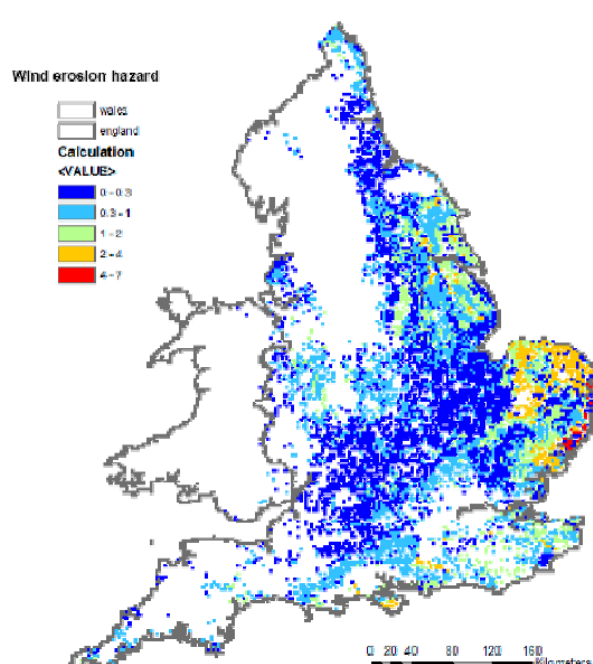 Wind erosion hazard
wales
england
Calculation
<VALUE>
0 - 0.3
0.3 - 1
1 - 2
2 - 4
4 - 7
0 20 40 80 120 160
Kilometers